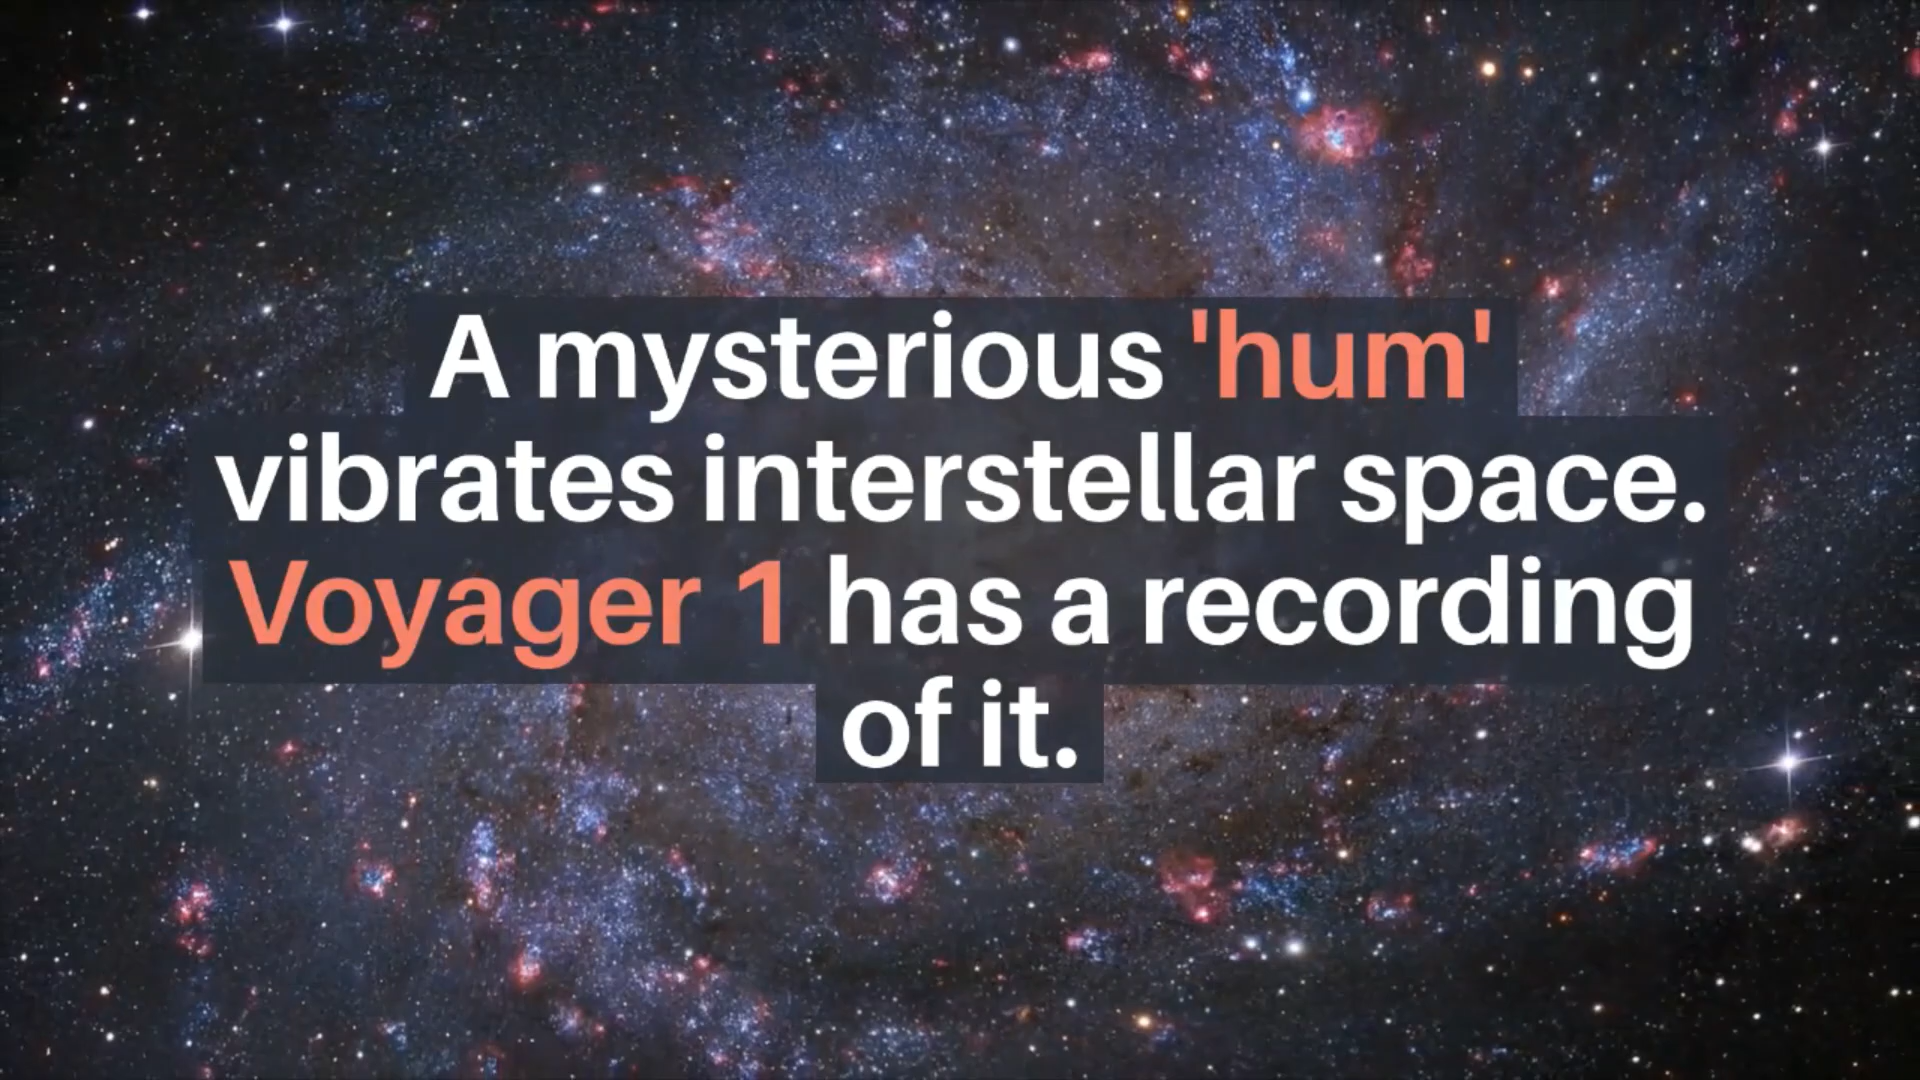 A mysterious 'hum'
vibrates interstellar space.
Voyager 1 has a recording
of it.